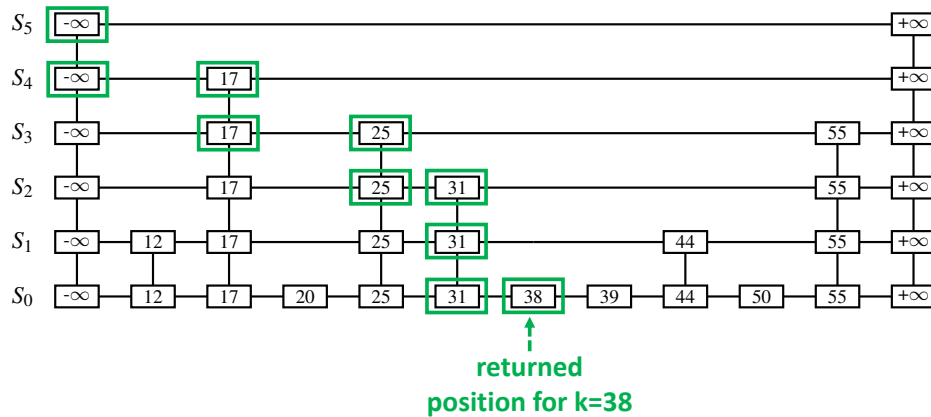 S5 -∞ +∞
S4 -∞ 17 +∞
S3 -∞ 17 25 55 +∞
S2 -∞ 17 25 31 55 +∞
S1 -∞ 12 17 25 31 44 55 +∞
S0 -∞ 12 17 20 25 31 38 39 44 50 55 +∞
returned
position for k=38